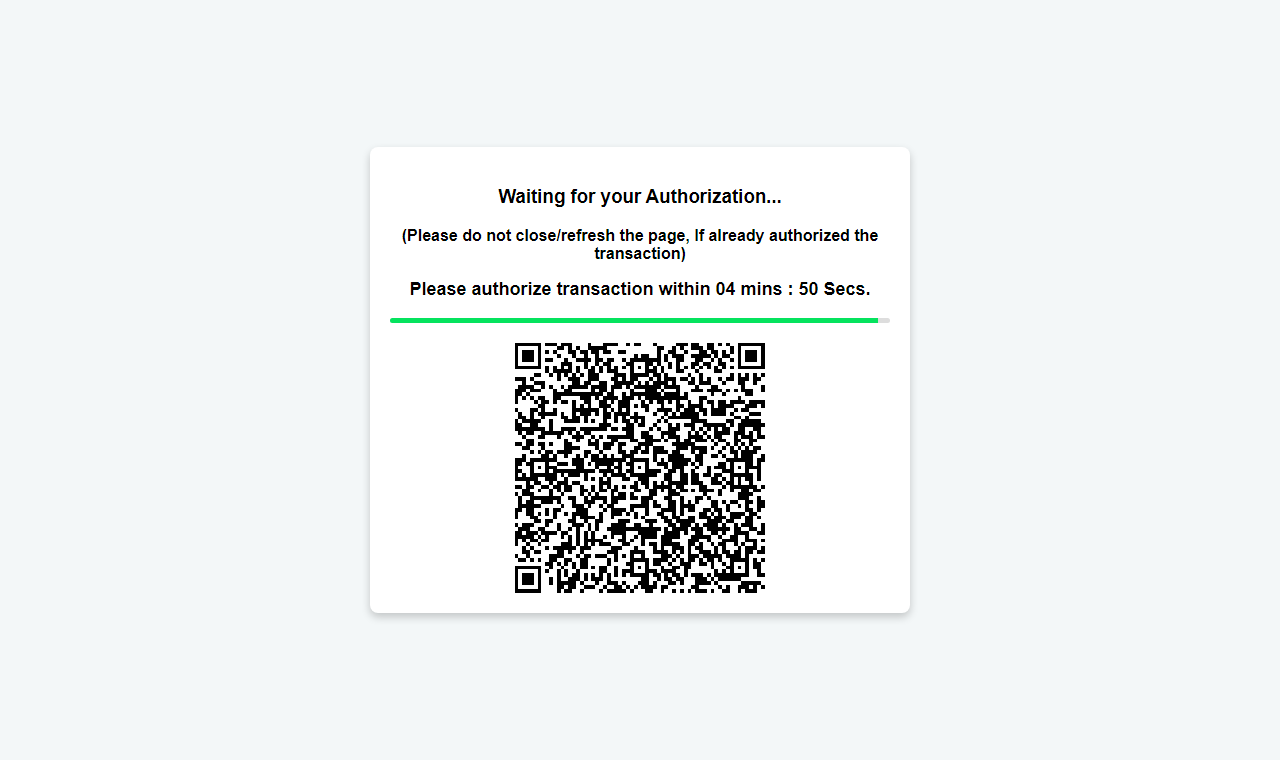 Waiting for your Authorization...
(Please do not close/refresh the page, If already authorized the
transaction)
Please authorize transaction within 04 mins : 50 Secs.